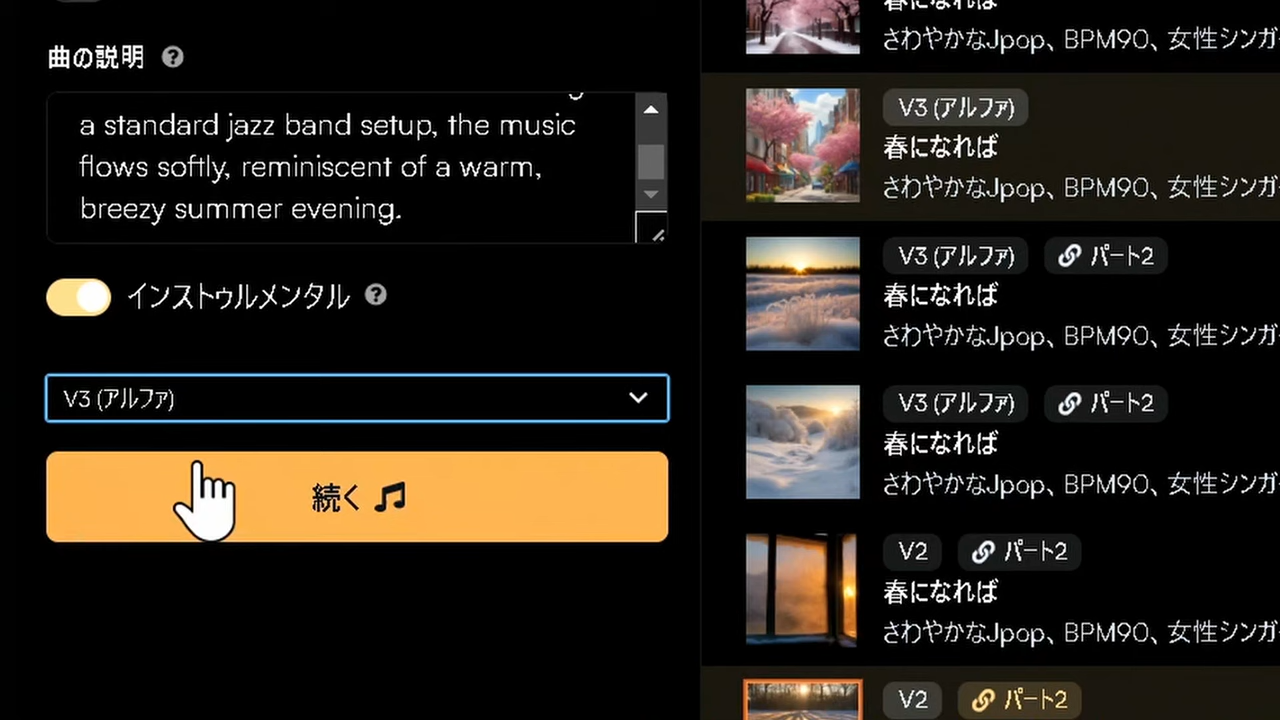 曲の説明
a standard jazz band setup, the music
flows softly, reminiscent of a warm,
breezy summer evening.
インストゥルメンタル
V3 (アルファ)
続く
春になれば
さわやかなJpop、BPM90、女性シンガ
V3 (アルファ)
春になれば
さわやかなJpop、BPM90、女性シンガ
V3 (アルファ) パート2
春になれば
さわやかなJpop、BPM90、女性シンガ
V3 (アルファ) パート2
春になれば
さわやかなJpop、BPM90、女性シンガ
V2 パート2
春になれば
さわやかなJpop、BPM90、女性シンガ
V2 パート2